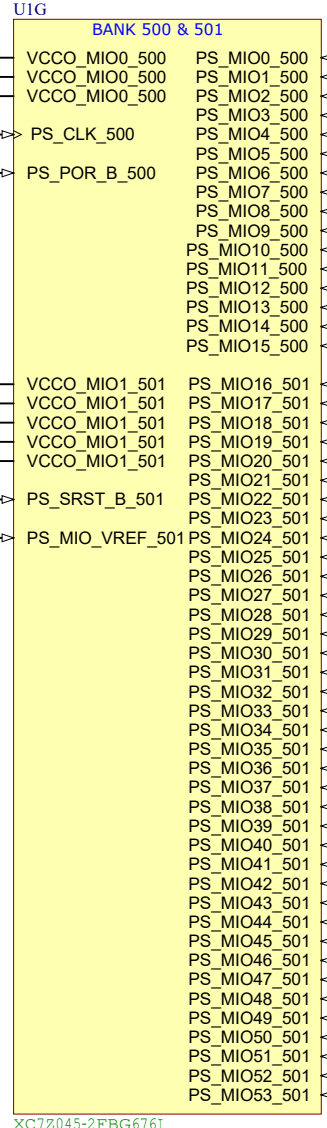 U1G
BANK 500 & 501
VCCO_MIO0_500 PS_MIO0_500
VCCO_MIO0_500 PS_MIO1_500
VCCO_MIO0_500 PS_MIO2_500
PS_MIO3_500
PS_CLK_500 PS_MIO4_500
PS_MIO5_500
PS_POR_B_500 PS_MIO6_500
PS_MIO7_500
PS_MIO8_500
PS_MIO9_500
PS_MIO10_500
PS_MIO11_500
PS_MIO12_500
PS_MIO13_500
PS_MIO14_500
PS_MIO15_500
VCCO_MIO1_501 PS_MIO16_501
VCCO_MIO1_501 PS_MIO17_501
VCCO_MIO1_501 PS_MIO18_501
VCCO_MIO1_501 PS_MIO19_501
VCCO_MIO1_501 PS_MIO20_501
PS_MIO21_501
PS_SRST_B_501 PS_MIO22_501
PS_MIO23_501
PS_MIO_VREF_501 PS_MIO24_501
PS_MIO25_501
PS_MIO26_501
PS_MIO27_501
PS_MIO28_501
PS_MIO29_501
PS_MIO30_501
PS_MIO31_501
PS_MIO32_501
PS_MIO33_501
PS_MIO34_501
PS_MIO35_501
PS_MIO36_501
PS_MIO37_501
PS_MIO38_501
PS_MIO39_501
PS_MIO40_501
PS_MIO41_501
PS_MIO42_501
PS_MIO43_501
PS_MIO44_501
PS_MIO45_501
PS_MIO46_501
PS_MIO47_501
PS_MIO48_501
PS_MIO49_501
PS_MIO50_501
PS_MIO51_501
PS_MIO52_501
PS_MIO53_501
XC7Z045-2FBG676I